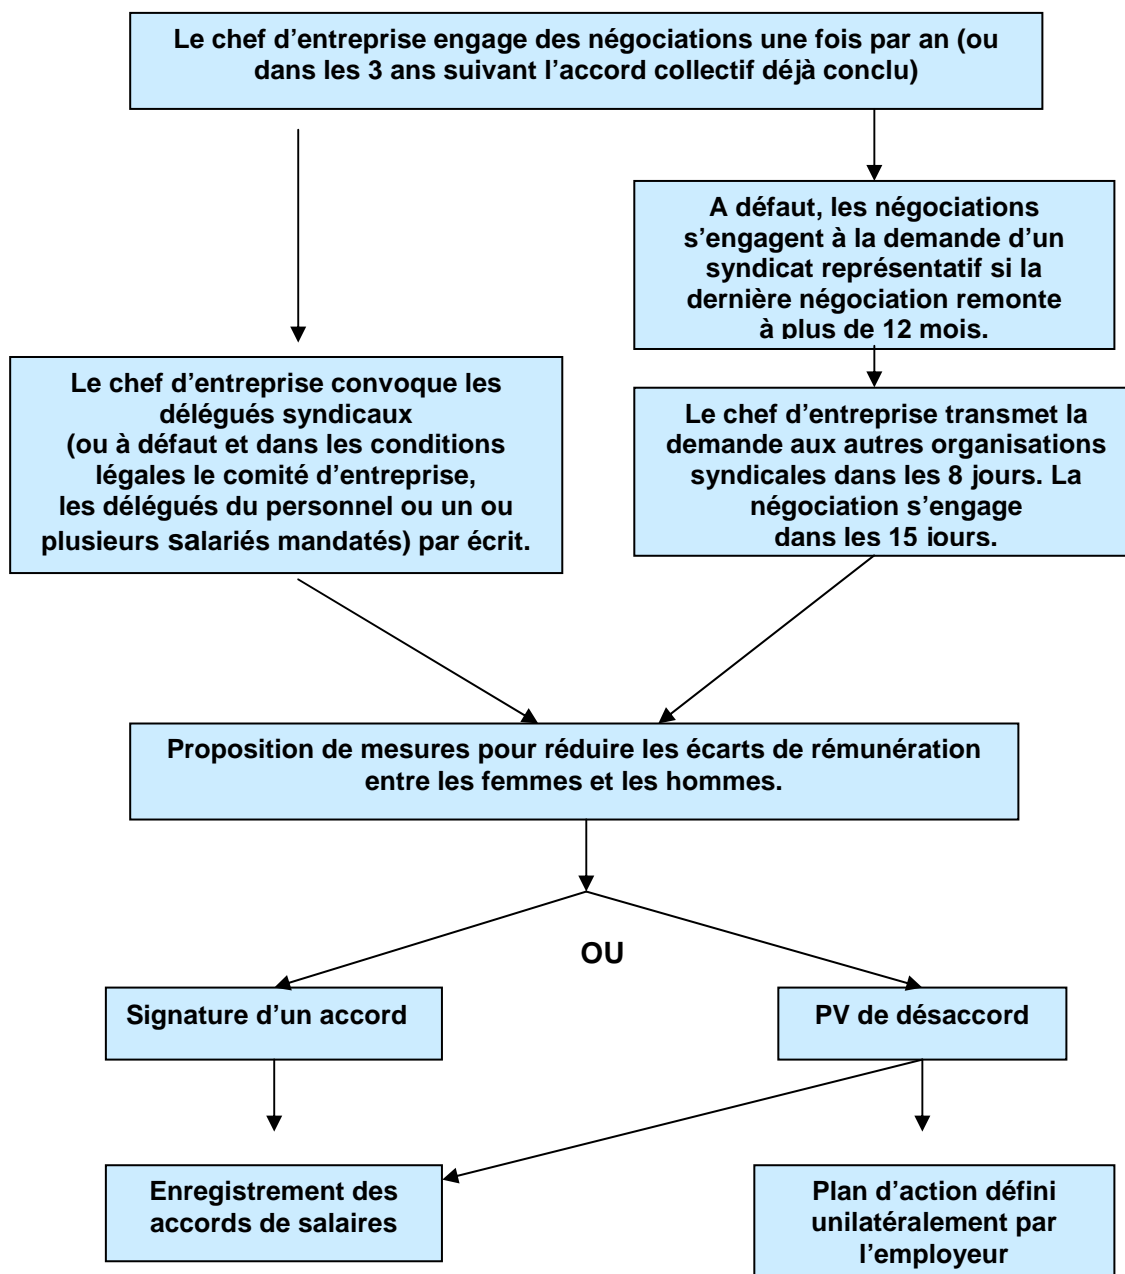 Le chef d’entreprise engage des négociations une fois par an (ou
dans les 3 ans suivant l’accord collectif déjà conclu)
A défaut, les négociations
s’engagent à la demande d’un
syndicat représentatif si la
dernière négociation remonte
à plus de 12 mois.
Le chef d’entreprise convoque les
délégués syndicaux
(ou à défaut et dans les conditions
légales le comité d’entreprise,
les délégués du personnel ou un ou
plusieurs salariés mandatés) par écrit.
Le chef d’entreprise transmet la
demande aux autres organisations
syndicales dans les 8 jours. La
négociation s’engage
dans les 15 jours.
Proposition de mesures pour réduire les écarts de rémunération
entre les femmes et les hommes.
OU
Signature d’un accord
PV de désaccord
Enregistrement des
accords de salaires
Plan d’action défini
unilatéralement par
l’employeur